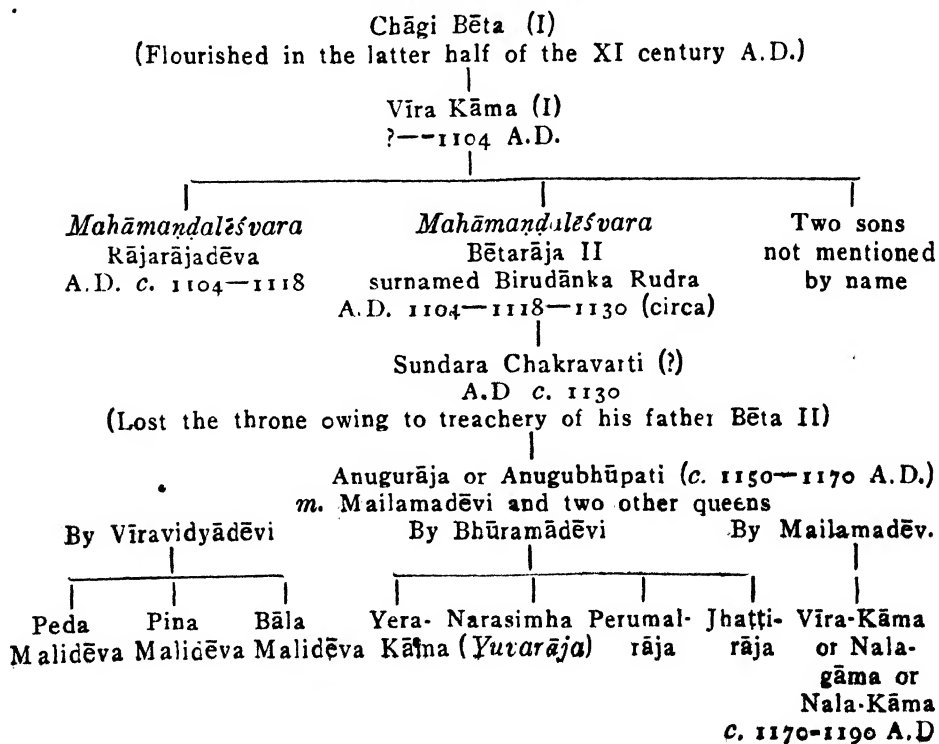 Chāgi Bēta (I)
(Flourished in the latter half of the XI century A.D.)
Vīra Kāma (I)
?——1104 A.D.
Mahāmaṇḍalēśvara Mahāmaṇḍalēśvara Two sons
Rājarājadēva Bētarāja II not mentioned
A.D. c. 1104—1118 surnamed Birudānka Rudra by name
A.D. 1104—1118—1130 (circa)
Sundara Chakravarti (?)
A.D c. 1130
(Lost the throne owing to treachery of his father Bēta II)
Anugurāja or Anugubhūpati (c. 1150—1170 A.D.)
m. Mailamadēvi and two other queens
By Vīravidyādēvi By Bhūramādēvi By Mailamadēv.
Peda Pina Bāla Yera- Narasimha Perumal- Jhaṭṭi- Vīra-Kāma
Malidēva Malidēva Malidēva Kāma (Yuvarāja) rāja rāja or Nala-
gāma or
Nala-Kāma
c. 1170-1190 A.D